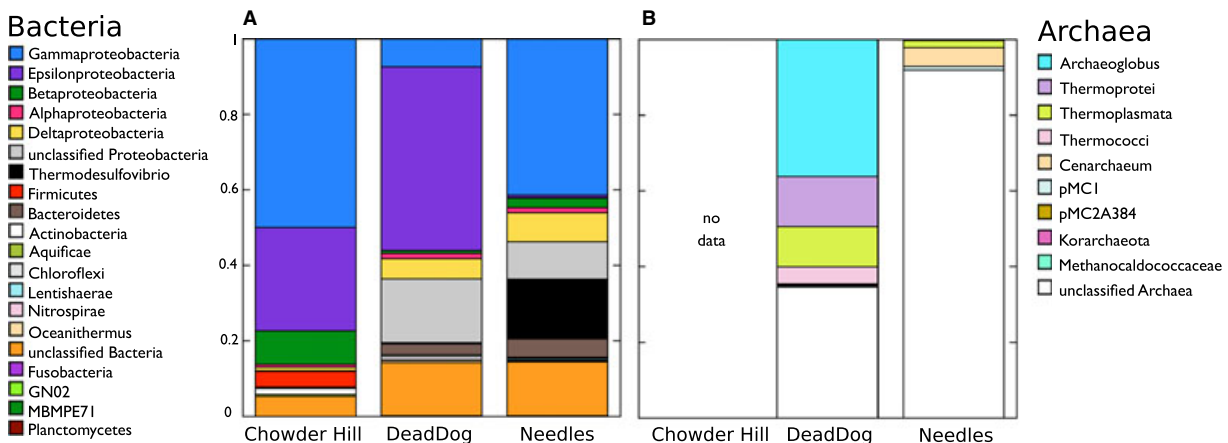 Bacteria
Gammaproteobacteria
Epsilonproteobacteria
Betaproteobacteria
Alphaproteobacteria
Deltaproteobacteria
unclassified Proteobacteria
Thermodesulfovibrio
Firmicutes
Bacteroidetes
Actinobacteria
Aquificae
Chloroflexi
Lentishaerae
Nitrospirae
Oceanithermus
unclassified Bacteria
Fusobacteria
GN02
MBMPE71
Planctomycetes
A
1
0.8
0.6
0.4
0.2
0
Chowder Hill DeadDog Needles
B
no
data
Chowder Hill DeadDog Needles
Archaea
Archaeoglobus
Thermoprotei
Thermoplasmata
Thermococci
Cenarchaeum
pMC1
pMC2A384
Korarchaeota
Methanocaldococcaceae
unclassified Archaea